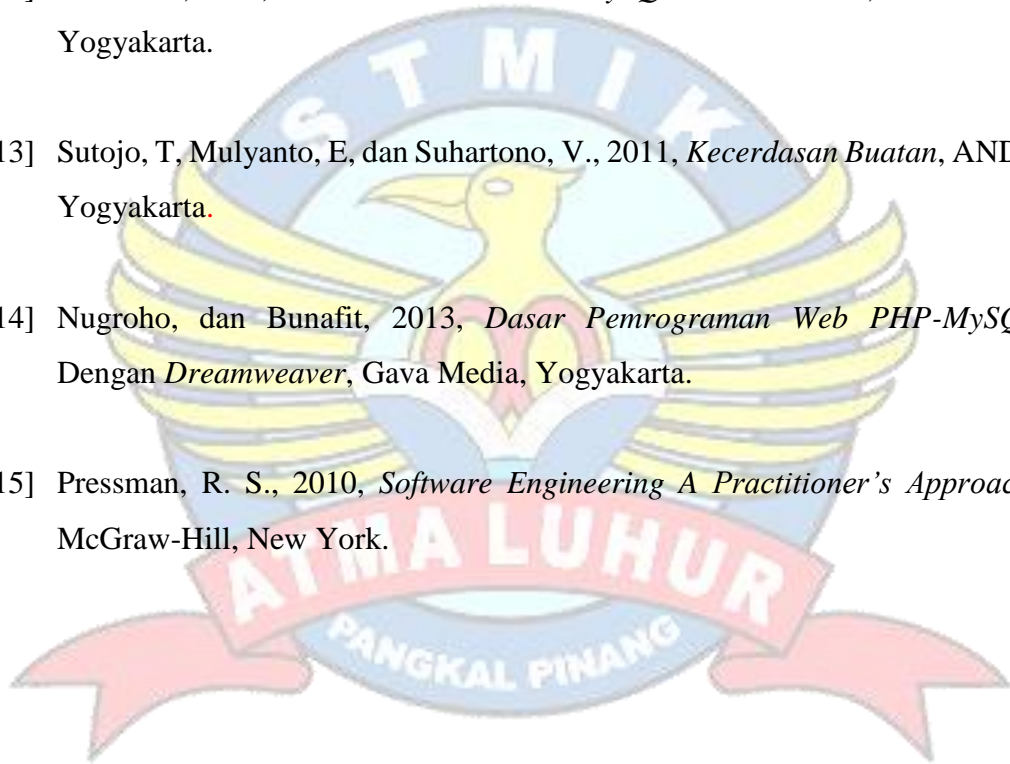 Yogyakarta.
13] Sutojo, T, Mulyanto, E, dan Suhartono, V., 2011, Kecerdasan Buatan, AND
Yogyakarta.
14] Nugroho, dan Bunafit, 2013, Dasar Pemrograman Web PHP-MySQ
Dengan Dreamweaver, Gava Media, Yogyakarta.
15] Pressman, R. S., 2010, Software Engineering A Practitioner’s Approac
McGraw-Hill, New York.
STMIK
ATMA LUHUR
PANGKAL PINANG